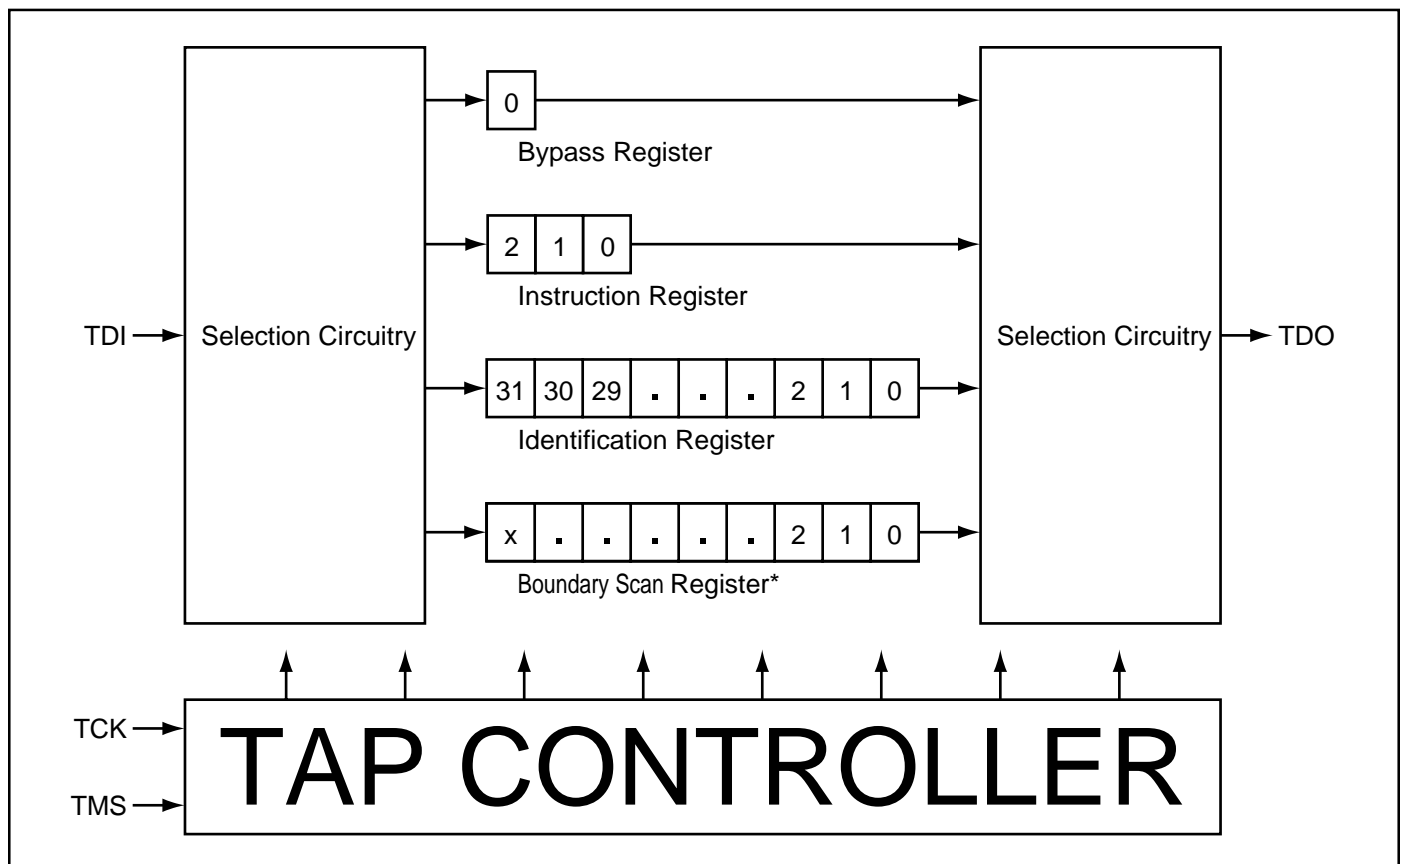 0
Bypass Register
2 1 0
Instruction Register
TDI
Selection Circuitry
Selection Circuitry
TDO
31 30 29 . . . 2 1 0
Identification Register
x . . . . . 2 1 0
Boundary Scan Register*
TCK
TMS
TAP CONTROLLER